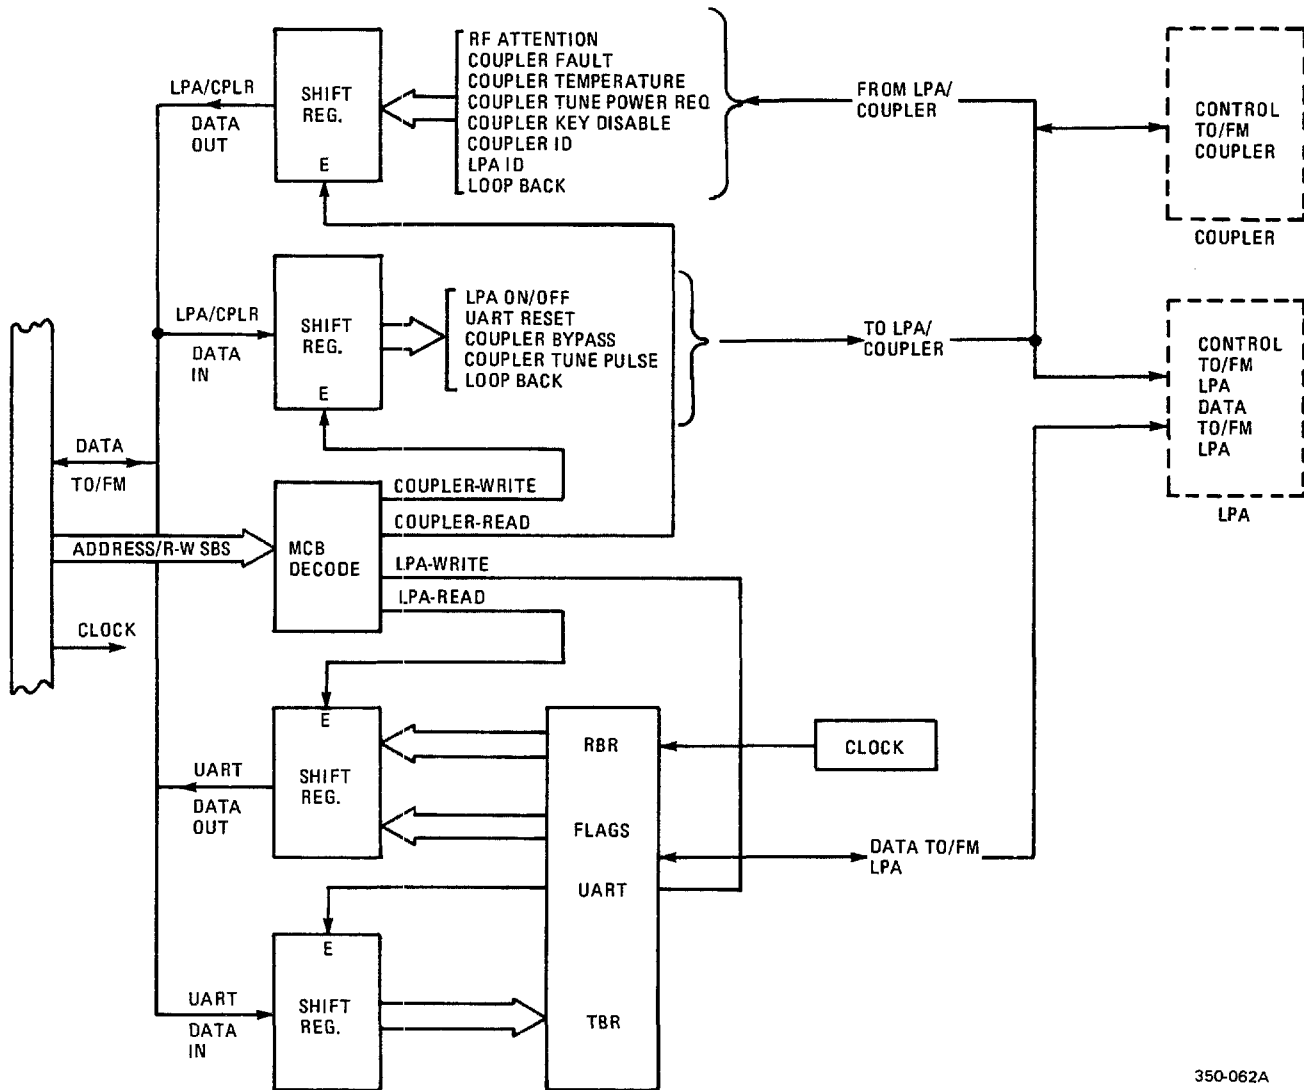 RF ATTENTION
COUPLER FAULT
COUPLER TEMPERATURE
COUPLER TUNE POWER REQ
COUPLER KEY DISABLE
COUPLER ID
LPA ID
LOOP BACK
LPA/CPLR
DATA
OUT
SHIFT
REG.
E
FROM LPA/
COUPLER
CONTROL
TO/FM
COUPLER
COUPLER
LPA/CPLR
DATA
IN
SHIFT
REG.
E
LPA ON/OFF
UART RESET
COUPLER BYPASS
COUPLER TUNE PULSE
LOOP BACK
TO LPA/
COUPLER
CONTROL
TO/FM
LPA
DATA
TO/FM
LPA
LPA
DATA
TO/FM
ADDRESS/R-W SBS
CLOCK
MCB
DECODE
COUPLER-WRITE
COUPLER-READ
LPA-WRITE
LPA-READ
E
SHIFT
REG.
UART
DATA
OUT
RBR
FLAGS
UART
TBR
CLOCK
DATA TO/FM
LPA
E
SHIFT
REG.
UART
DATA
IN
350-062A